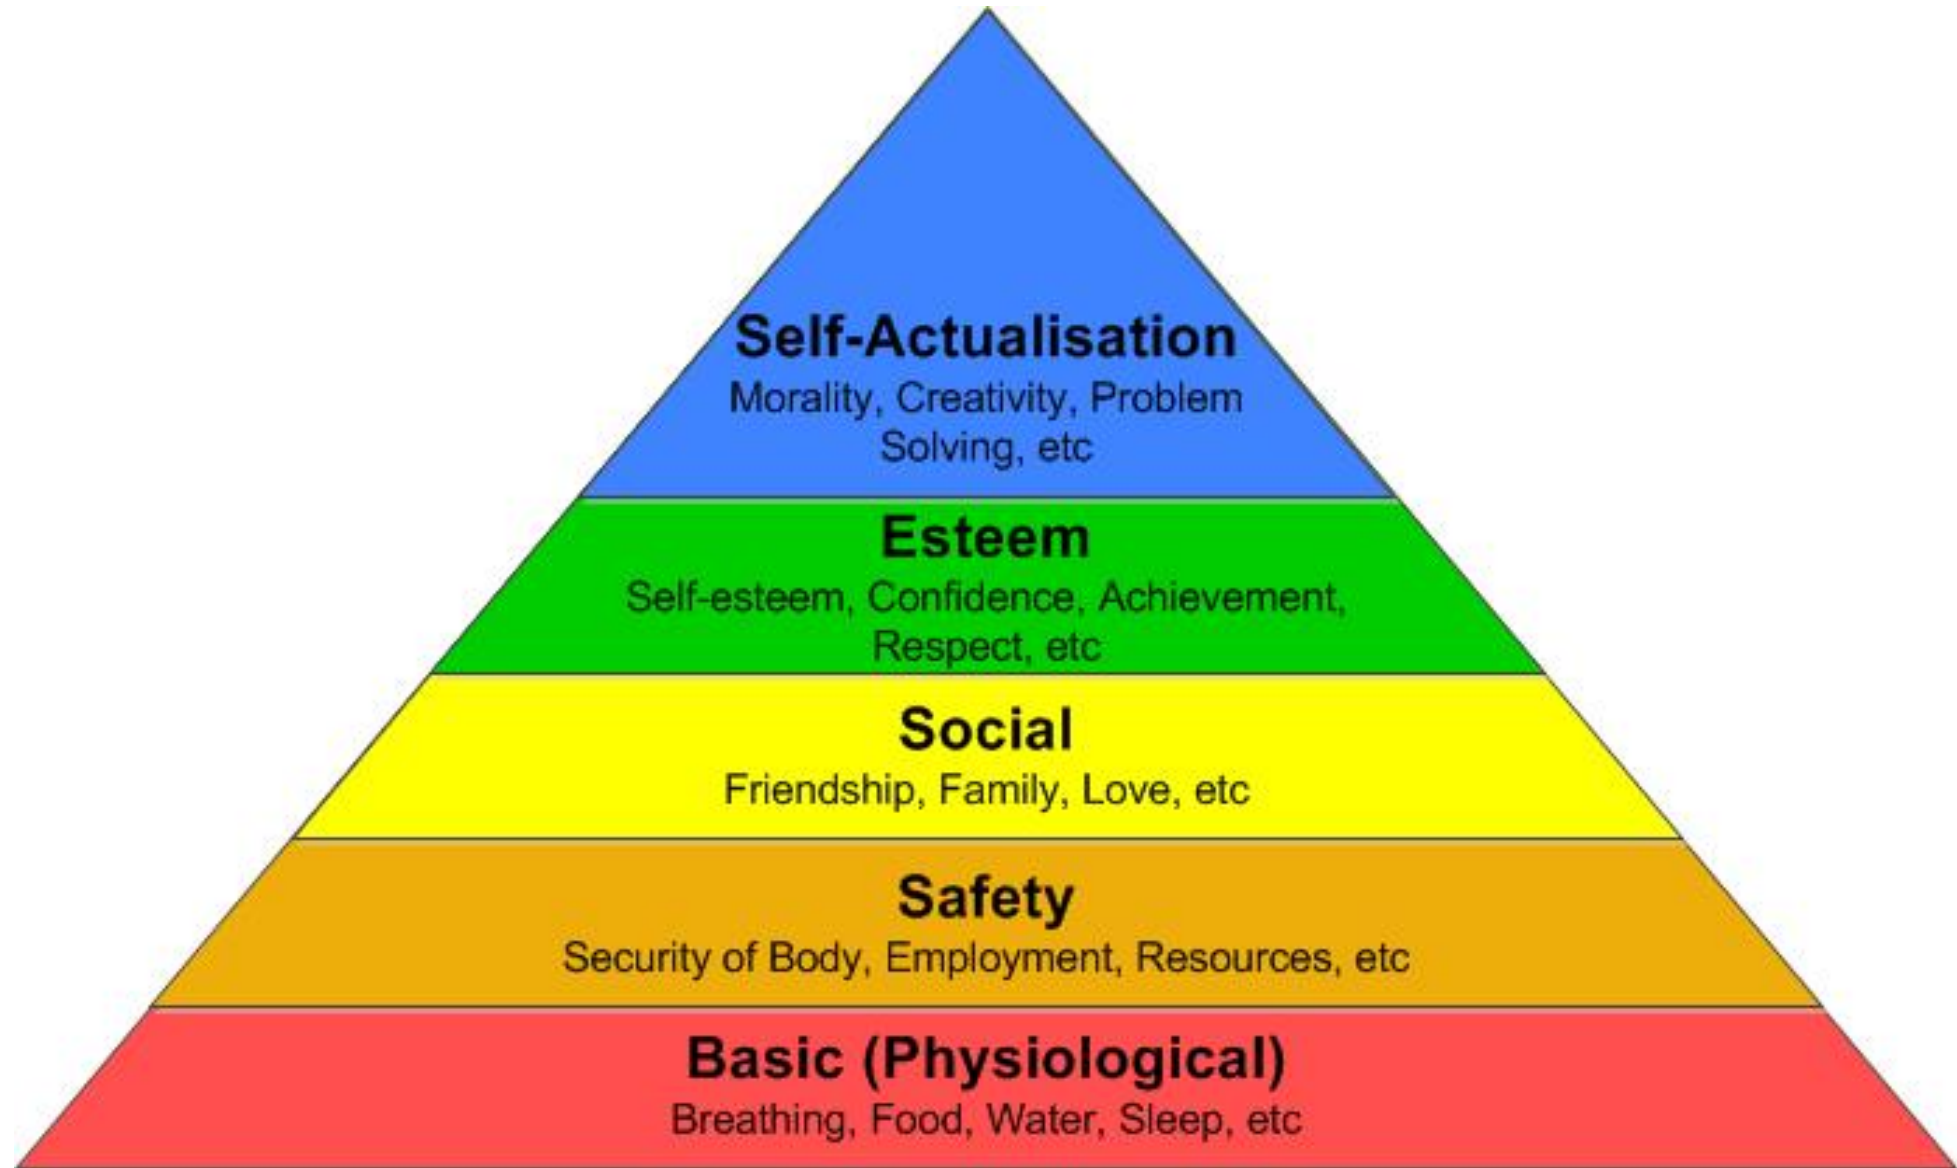 Self-Actualisation
Morality, Creativity, Problem
Solving, etc
Esteem
Self-esteem, Confidence, Achievement,
Respect, etc
Social
Friendship, Family, Love, etc
Safety
Security of Body, Employment, Resources, etc
Basic (Physiological)
Breathing, Food, Water, Sleep, etc